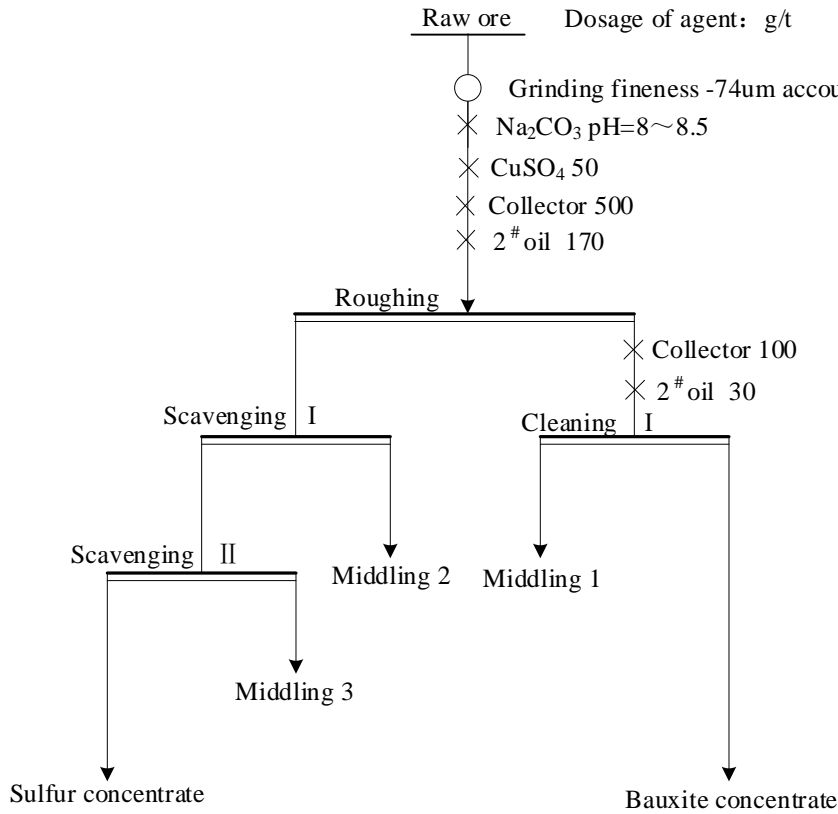 Raw ore Dosage of agent：g/t
Grinding fineness -74um accou
Na₂CO₃ pH=8～8.5
CuSO₄ 50
Collector 500
2# oil 170
Roughing
Collector 100
2# oil 30
Scavenging I
Cleaning I
Scavenging II
Middling 2
Middling 1
Middling 3
Sulfur concentrate
Bauxite concentrate